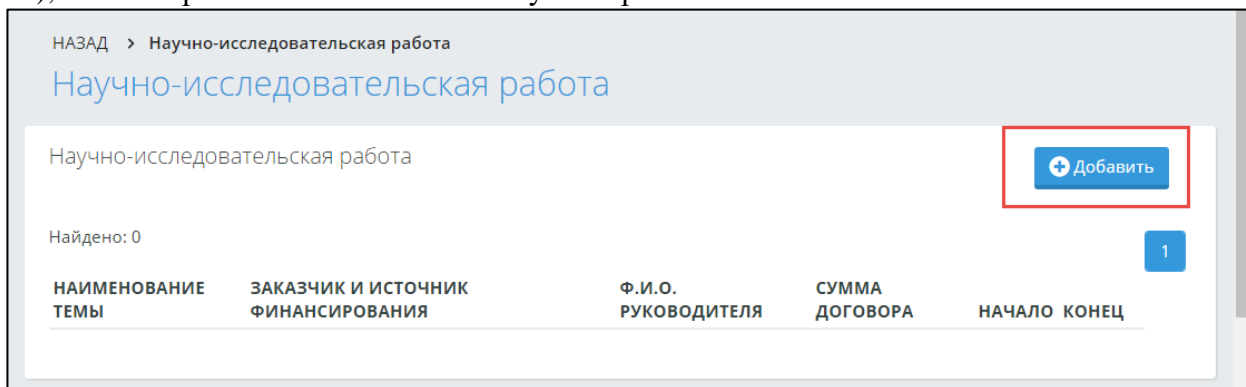 НАЗАД > Научно-исследовательская работа
Научно-исследовательская работа
Научно-исследовательская работа
Добавить
Найдено: 0
1
НАИМЕНОВАНИЕ ТЕМЫ
ЗАКАЗЧИК И ИСТОЧНИК ФИНАНСИРОВАНИЯ
Ф.И.О. РУКОВОДИТЕЛЯ
СУММА ДОГОВОРА
НАЧАЛО
КОНЕЦ